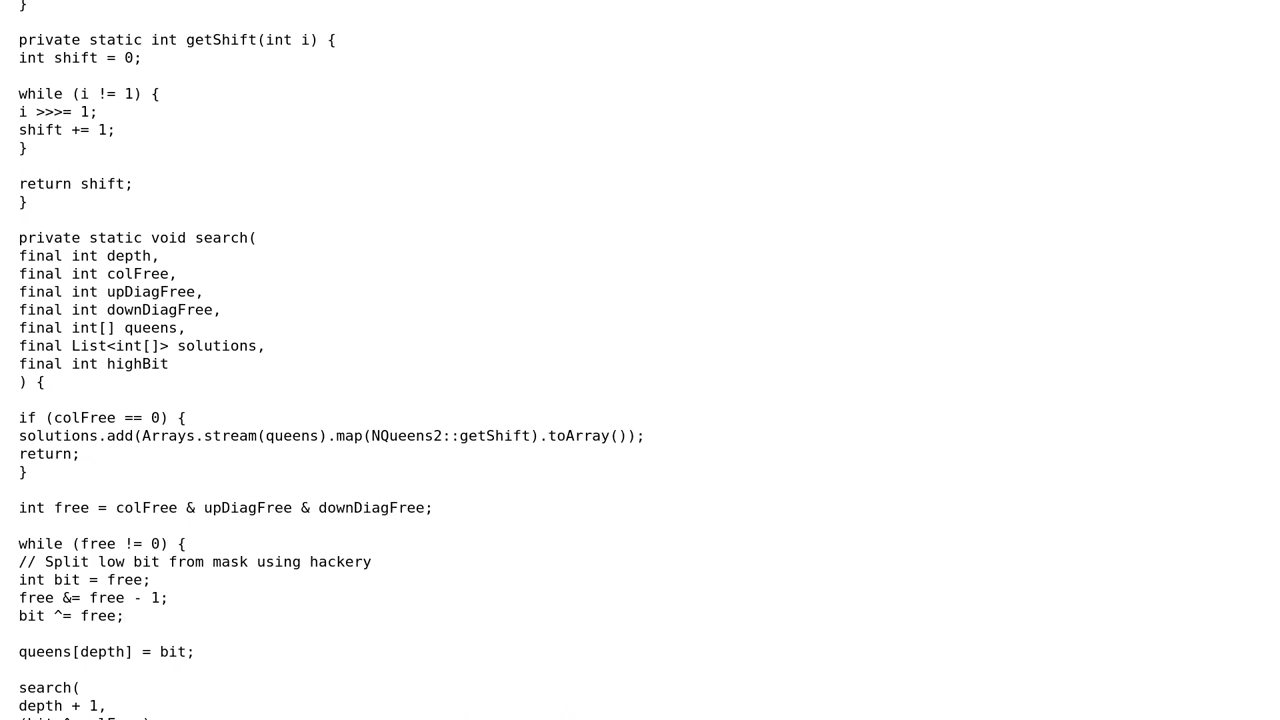 }
private static int getShift(int i) {
int shift = 0;
while (i != 1) {
i >>>= 1;
shift += 1;
}
return shift;
}
private static void search(
final int depth,
final int colFree,
final int upDiagFree,
final int downDiagFree,
final int[] queens,
final List<int[]> solutions,
final int highBit
) {
if (colFree == 0) {
solutions.add(Arrays.stream(queens).map(NQueens2::getShift).toArray());
return;
}
int free = colFree & upDiagFree & downDiagFree;
while (free != 0) {
// Split low bit from mask using hackery
int bit = free;
free &= free - 1;
bit ^= free;
queens[depth] = bit;
search(
depth + 1,